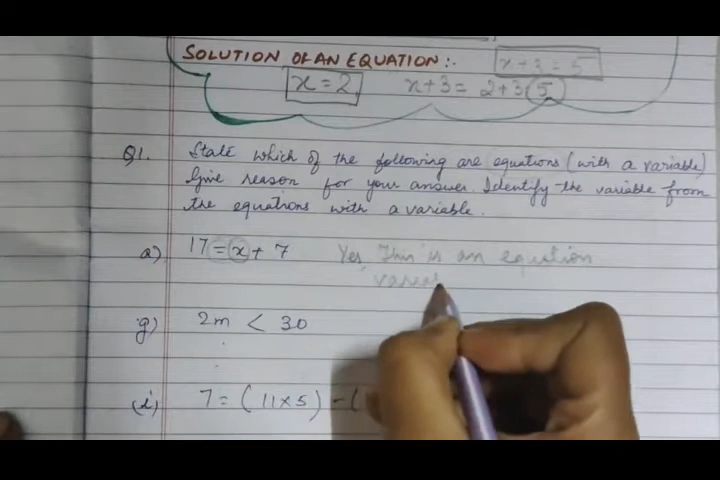 SOLUTION OF AN EQUATION :- x + 3 = 5
x = 2 x + 3 = 2 + 3 5
Q1. State which of the following are equations (with a variable)
Give reason for your answer. Identify the variable from
the equations with a variable.
a) 17 = x + 7 Yes, This is an equation
g) 2m < 30
(i) 7 = ( 11 × 5 ) - (